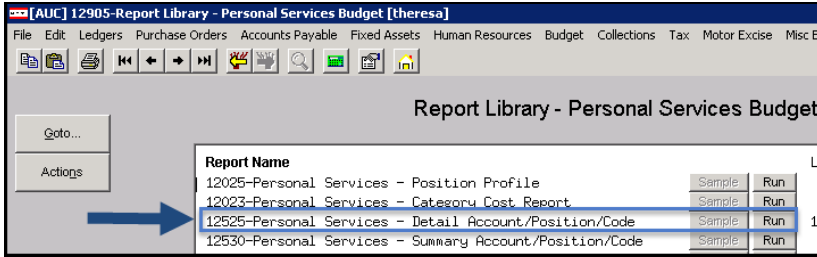 [AUC] 12905-Report Library - Personal Services Budget [theresa]
File Edit Ledgers Purchase Orders Accounts Payable Fixed Assets Human Resources Budget Collections Tax Motor Excise Misc
Report Library - Personal Services Budget
Goto...
Actions
Report Name
12025-Personal Services - Position Profile Sample Run
12023-Personal Services - Category Cost Report Sample Run
12525-Personal Services - Detail Account/Position/Code Sample Run 1
12530-Personal Services - Summary Account/Position/Code Sample Run